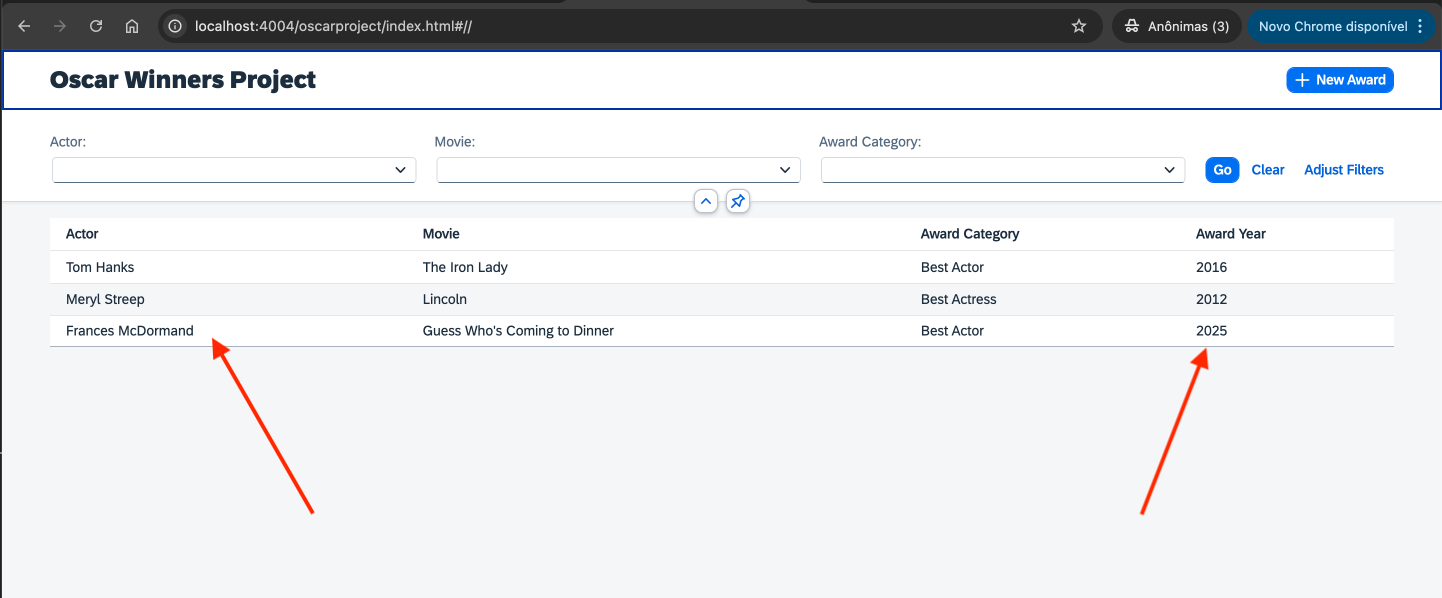 localhost:4004/oscarproject/index.html#//
Anônimas (3)
Novo Chrome disponível
Oscar Winners Project
New Award
Actor:
Movie:
Award Category:
Go
Clear
Adjust Filters
Actor Movie Award Category Award Year
Tom Hanks The Iron Lady Best Actor 2016
Meryl Streep Lincoln Best Actress 2012
Frances McDormand Guess Who's Coming to Dinner Best Actor 2025